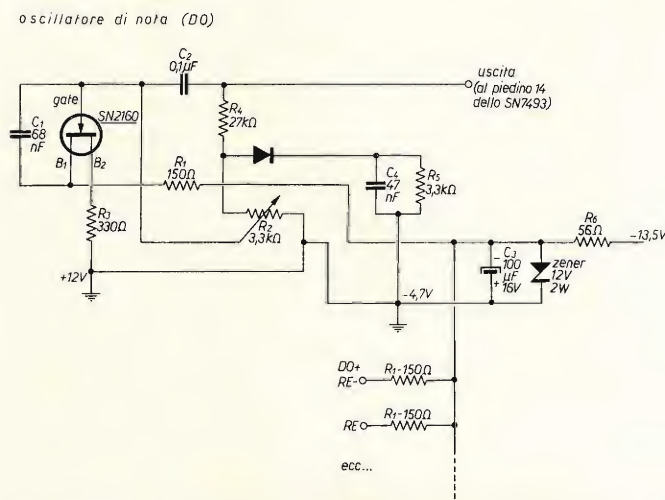 oscillatore di nota (DO)
C2
0,1µF
uscita
(al piedino 14
dello SN7493)
gate
SN2160
C1
68
nF
B1
B2
R4
27kΩ
R1
150Ω
C4
47
nF
R5
3,3kΩ
R3
330Ω
R2
3,3kΩ
R6
56Ω
-13,5V
+12V
-4,7V
C3
100
µF
16V
-
+
zener
12V
2W
DO+
RE-
R1-150Ω
RE
R1-150Ω
ecc...